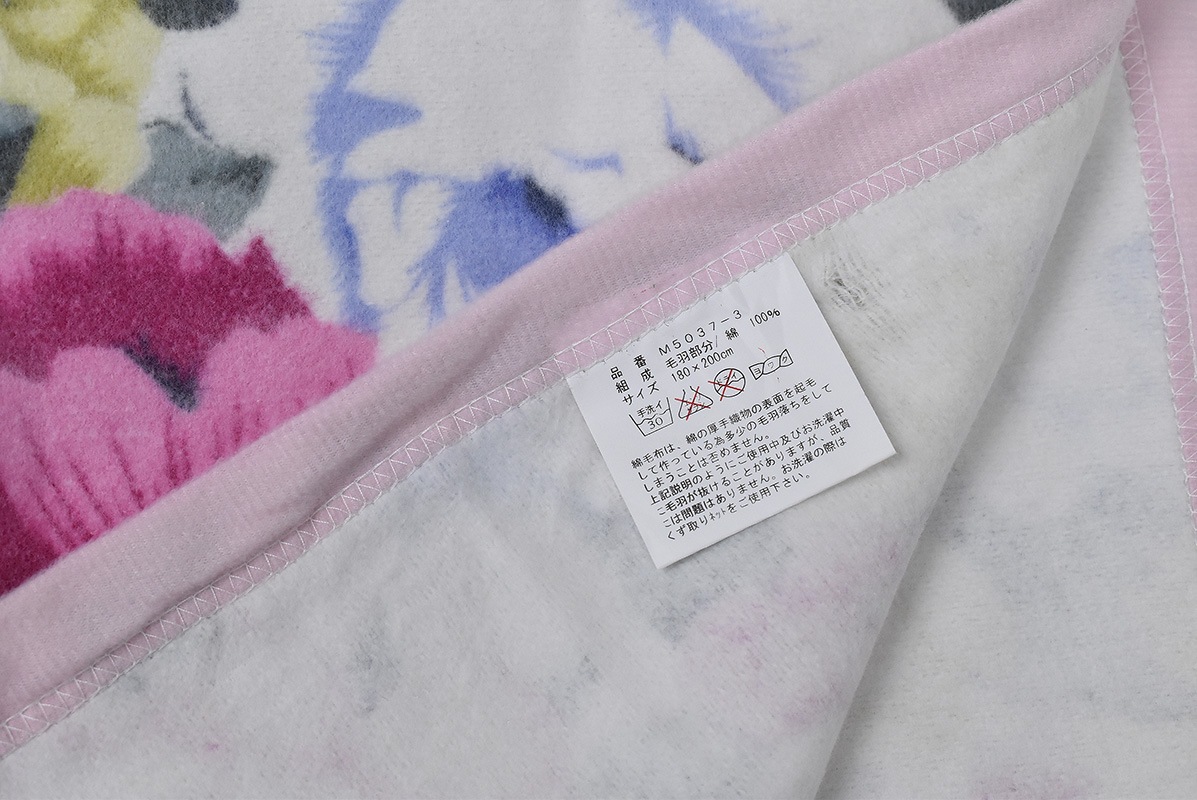 品番 M5037-3
組成 毛羽部分/綿 100%
サイズ 180×200cm
手洗イ 30 ドライ ヨワク
綿毛布は、綿の厚手織物の表面を起毛
して作っている為多少の毛羽落ちをして
しまうことは否めません。
上記説明のようにご使用中及びお洗濯中
に毛羽が抜けることがありますが、品質
には問題はありません。お洗濯の際は
くず取りネットをご使用下さい。